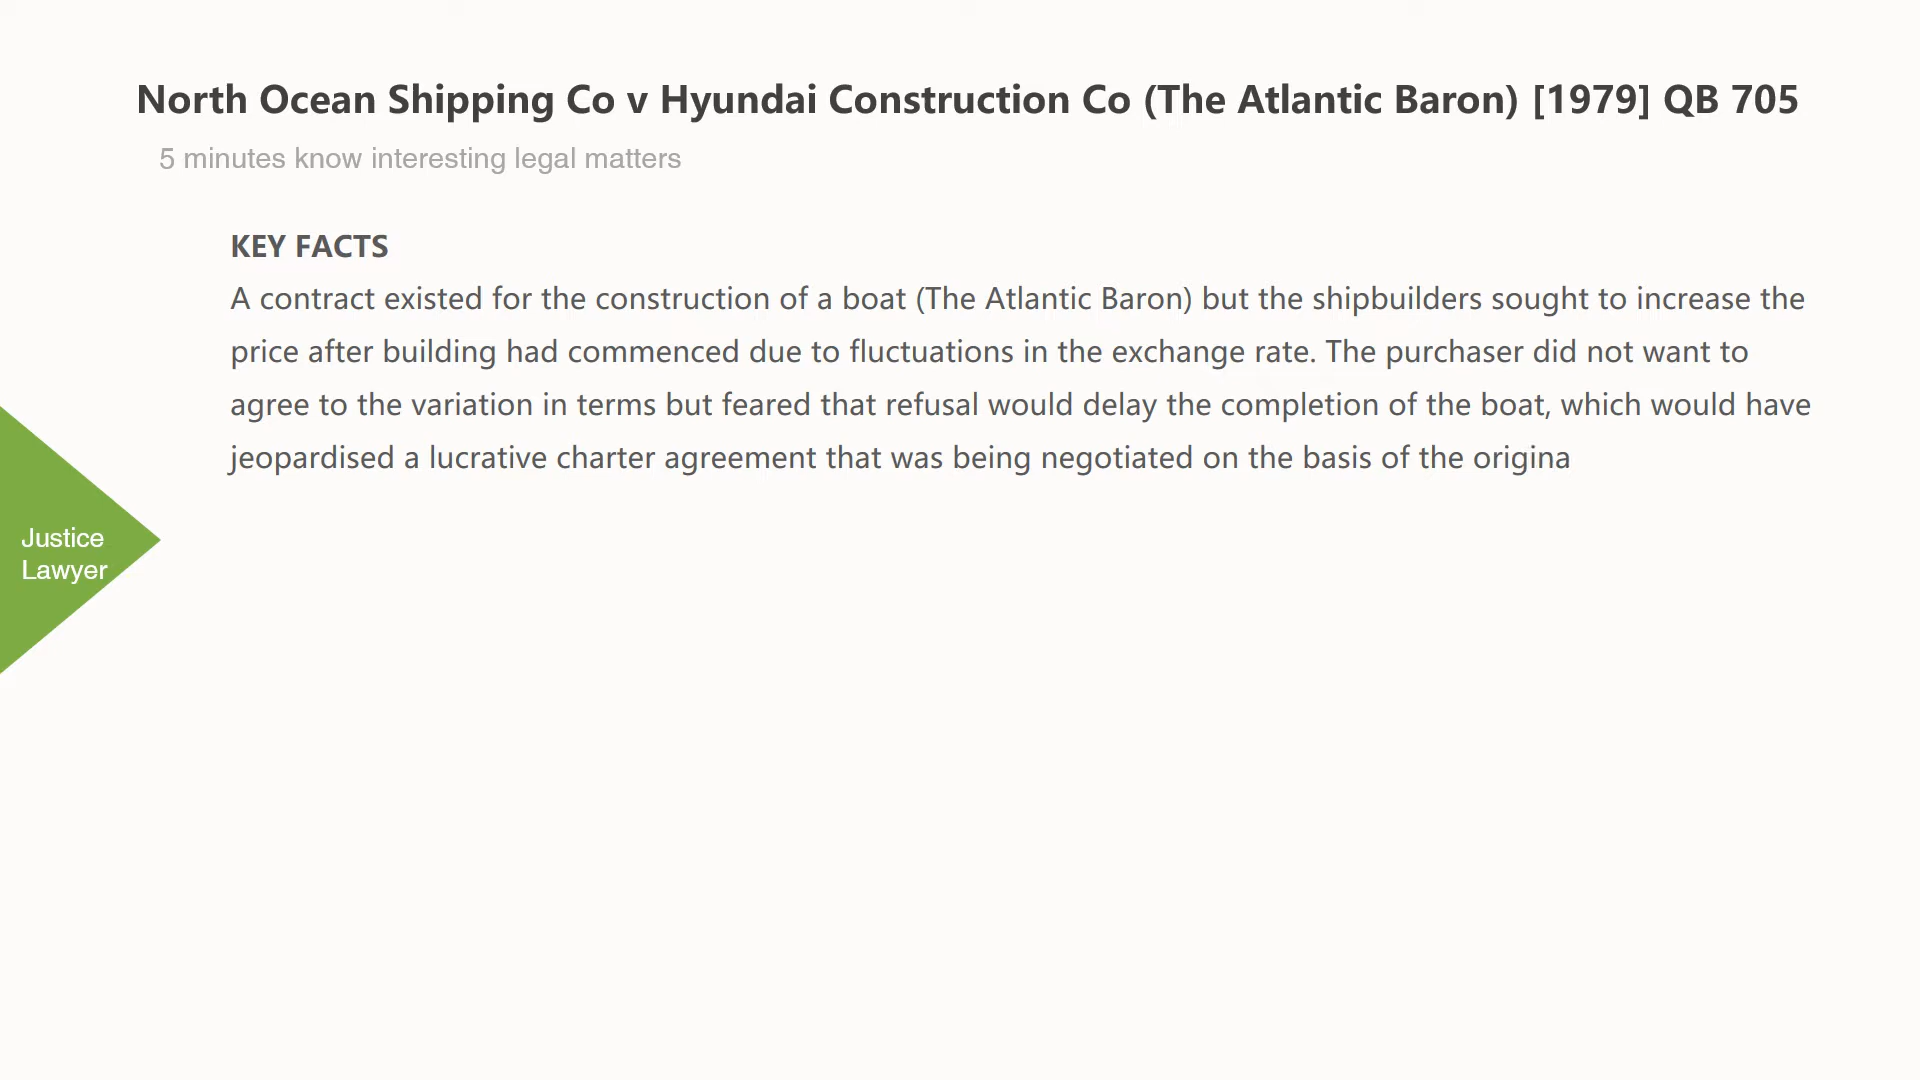 North Ocean Shipping Co v Hyundai Construction Co (The Atlantic Baron) [1979] QB 705
5 minutes know interesting legal matters
KEY FACTS
A contract existed for the construction of a boat (The Atlantic Baron) but the shipbuilders sought to increase the
price after building had commenced due to fluctuations in the exchange rate. The purchaser did not want to
agree to the variation in terms but feared that refusal would delay the completion of the boat, which would have
jeopardised a lucrative charter agreement that was being negotiated on the basis of the origina
Justice
Lawyer